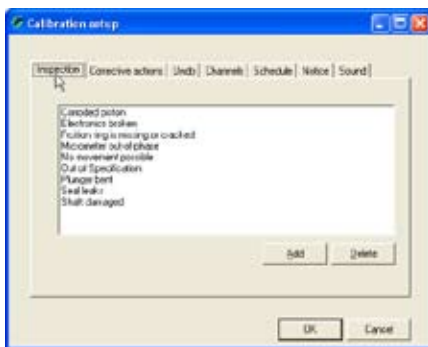 Calibration setup
Inspection Corrective actions Undo Channels Schedule Notice Sound
Corroded piston
Electronics broken
Friction ring is missing or cracked
Micrometer out of phase
No movement possible
Out of Specification
Plunger bent
Seal leaks
Shaft damaged
Add Delete
OK Cancel